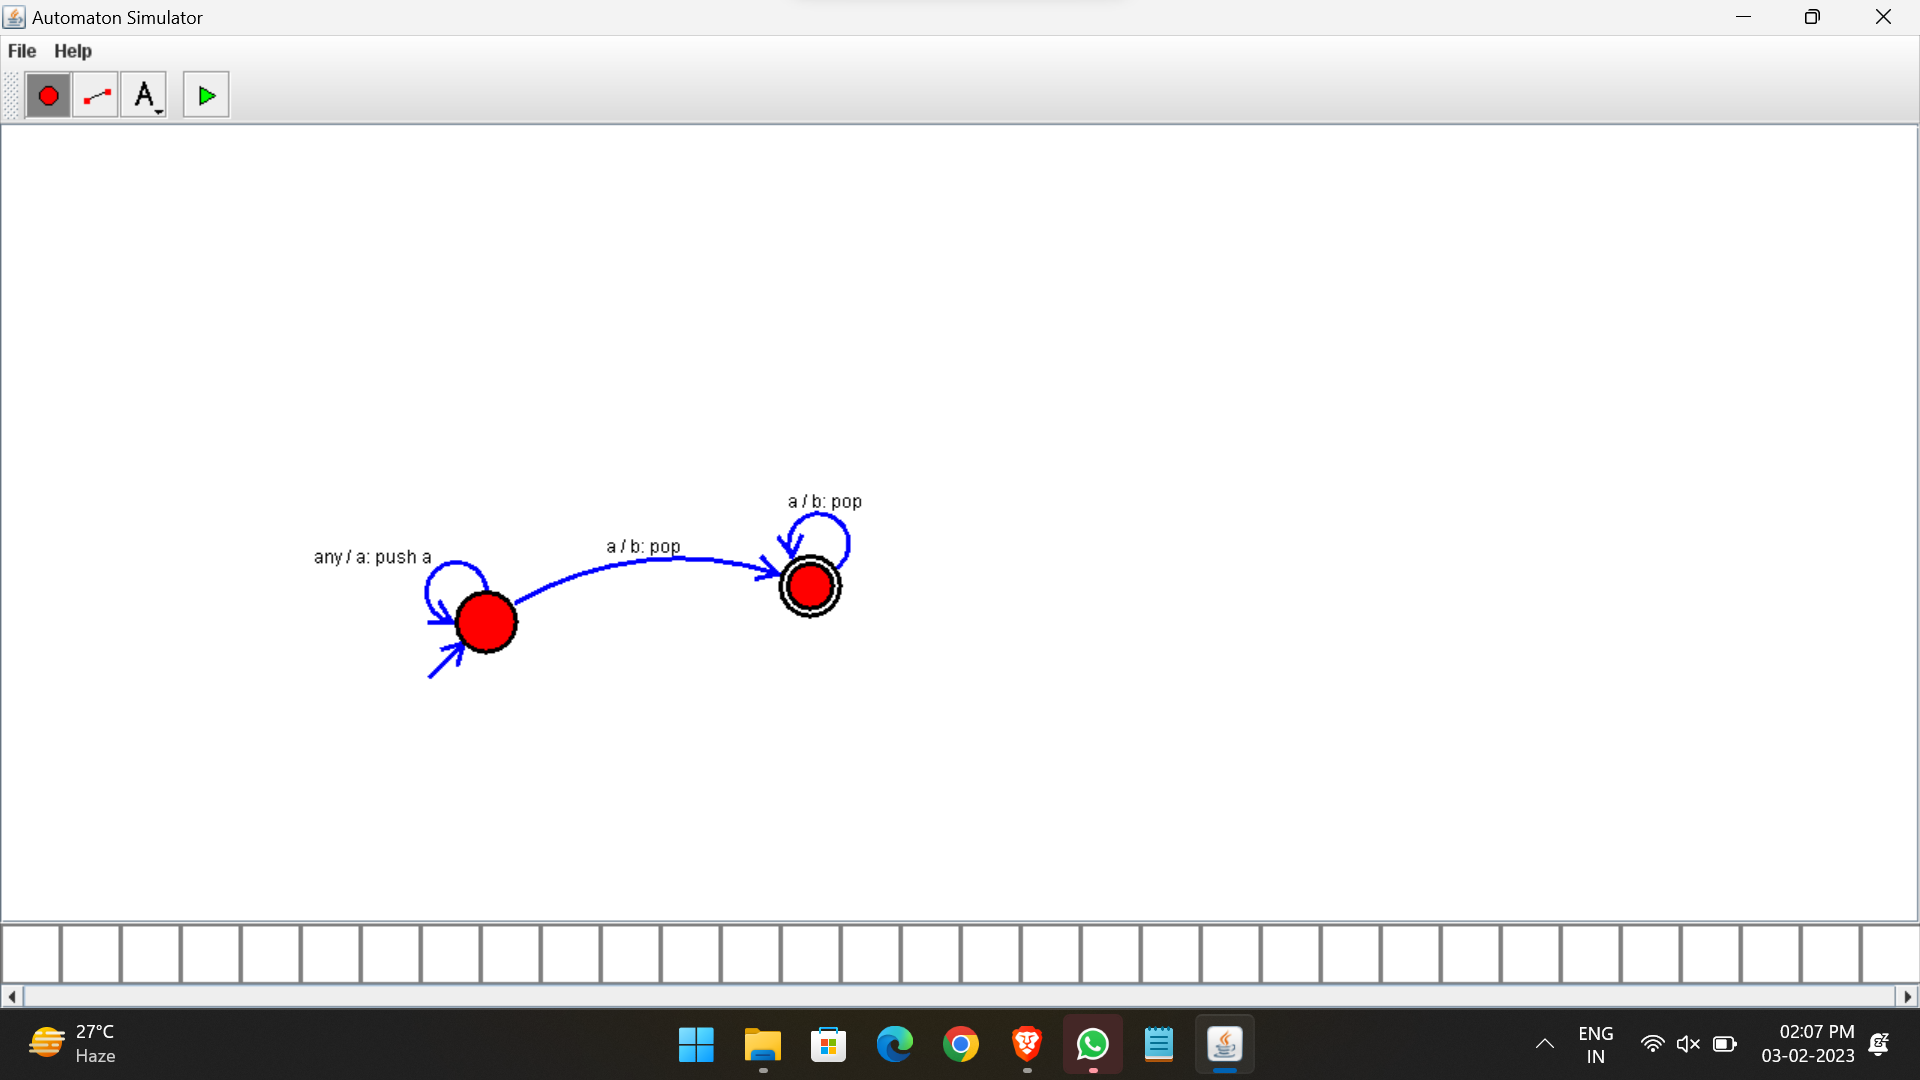 Automaton Simulator
File Help
A
a / b: pop
a / b: pop
any / a: push a
27°C
Haze
ENG
IN
02:07 PM
03-02-2023